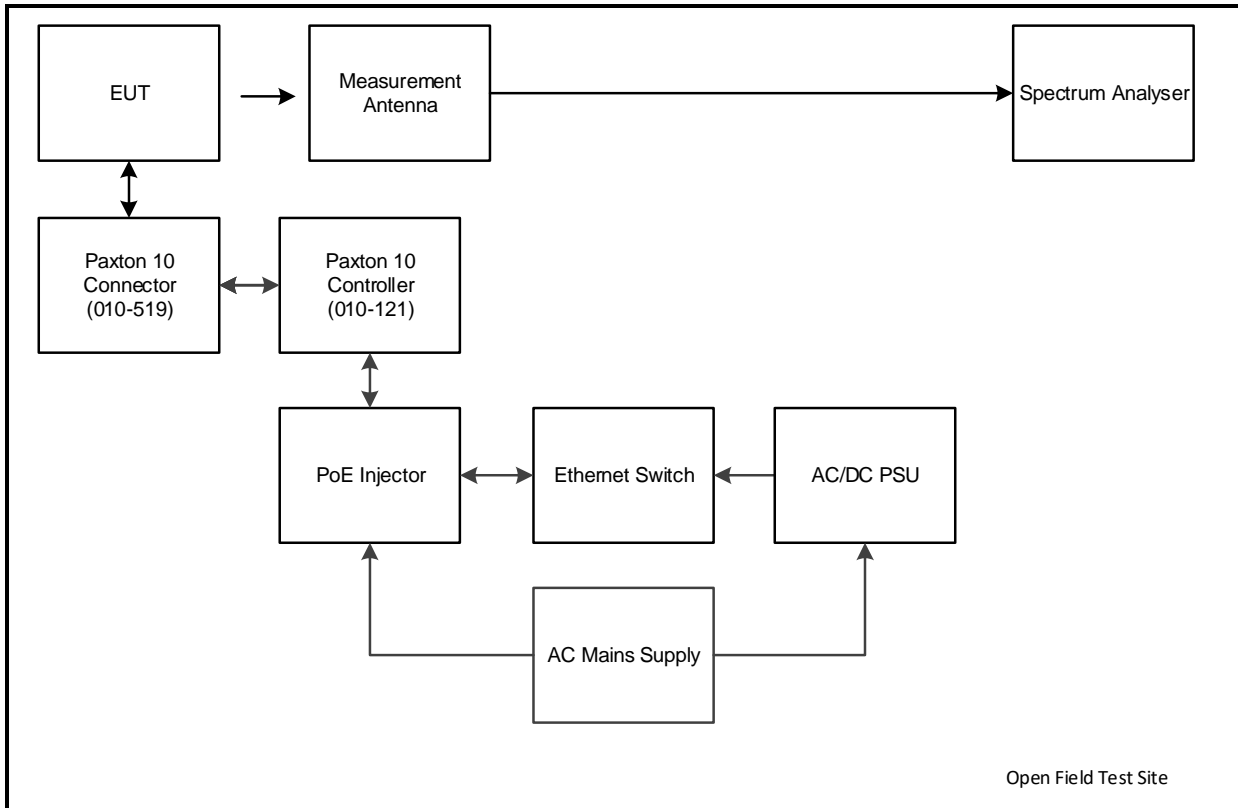 EUT
Measurement
Antenna
Spectrum Analyser
Paxton 10
Connector
(010-519)
Paxton 10
Controller
(010-121)
PoE Injector
Ethernet Switch
AC/DC PSU
AC Mains Supply
Open Field Test Site